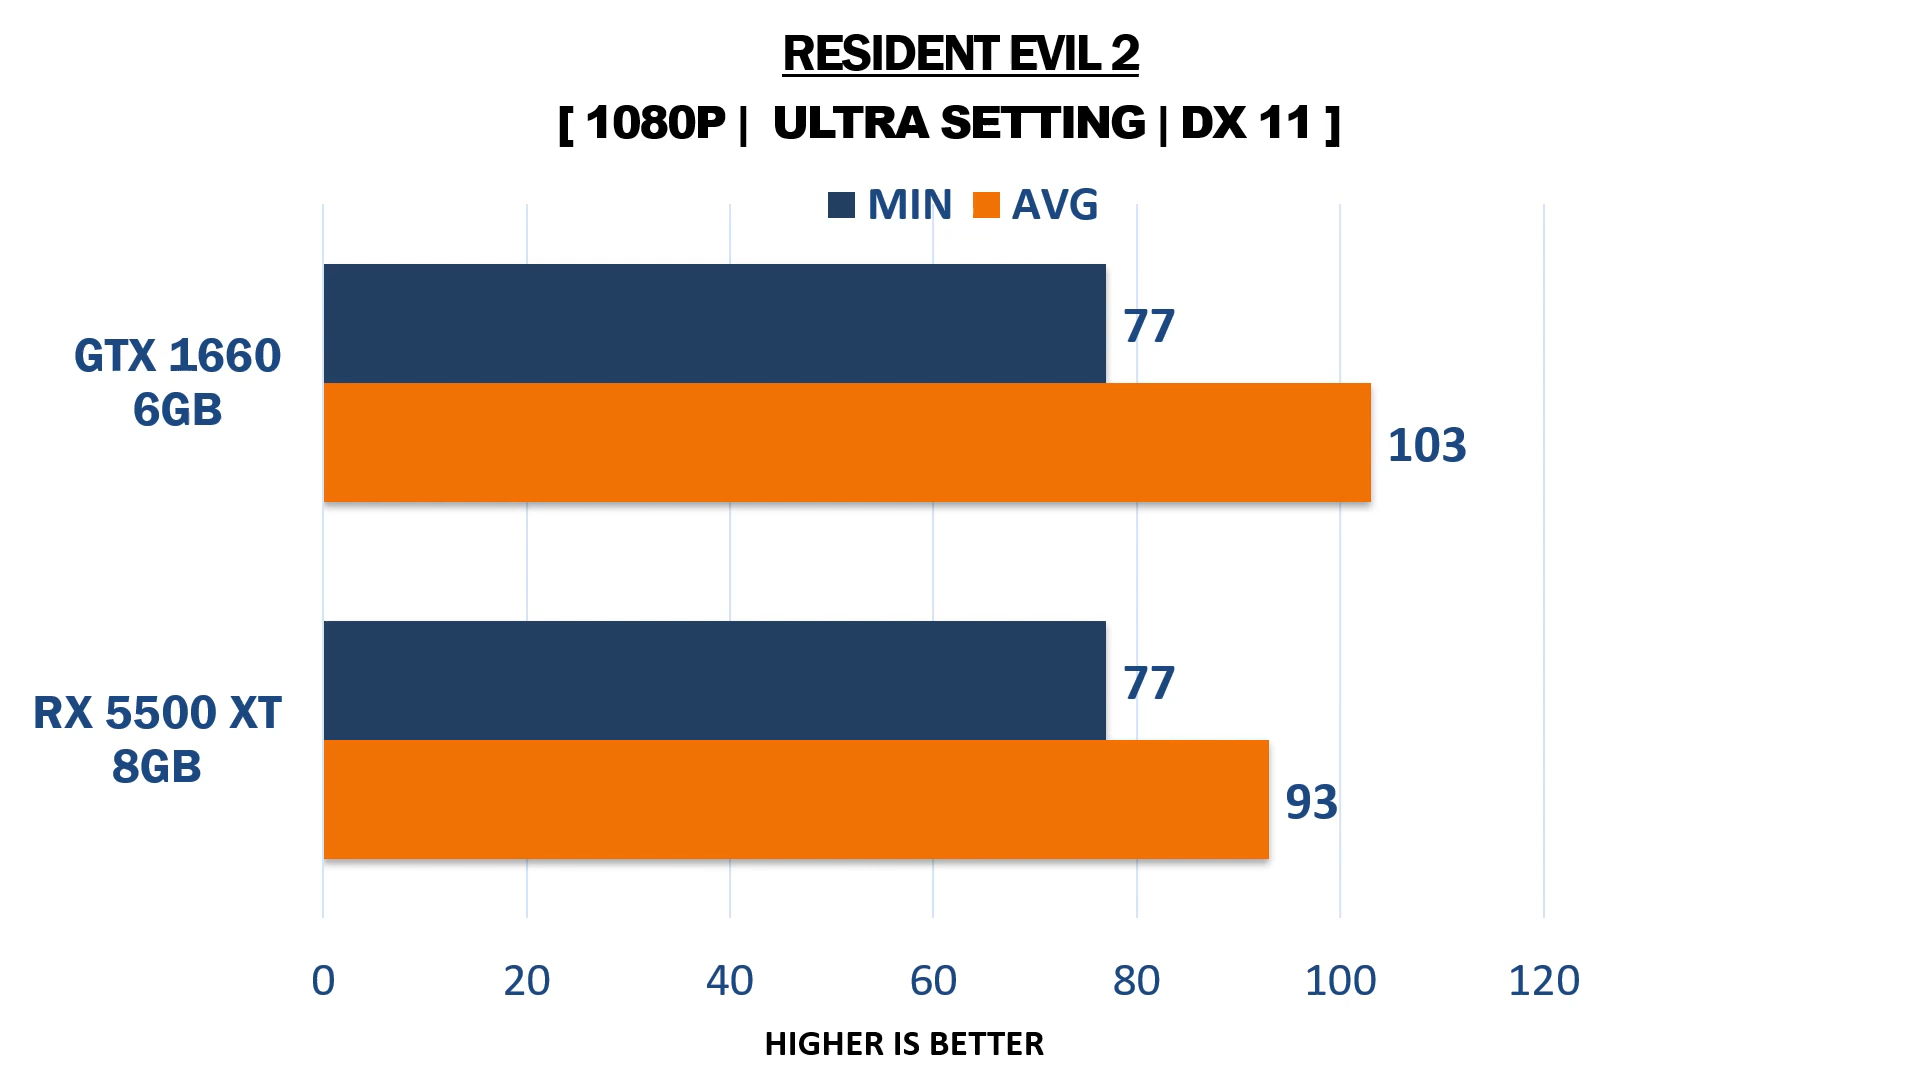 RESIDENT EVIL 2
[ 1080P |  ULTRA SETTING | DX 11 ]
MIN AVG
GTX 1660
6GB
77
103
RX 5500 XT
8GB
77
93
0 20 40 60 80 100 120
HIGHER IS BETTER